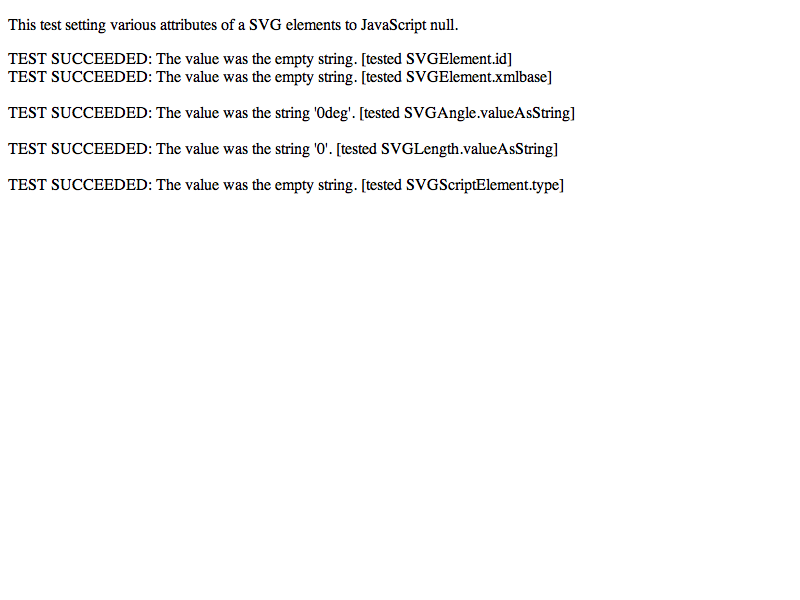 This test setting various attributes of a SVG elements to JavaScript null.
TEST SUCCEEDED: The value was the empty string. [tested SVGElement.id]
TEST SUCCEEDED: The value was the empty string. [tested SVGElement.xmlbase]
TEST SUCCEEDED: The value was the string '0deg'. [tested SVGAngle.valueAsString]
TEST SUCCEEDED: The value was the string '0'. [tested SVGLength.valueAsString]
TEST SUCCEEDED: The value was the empty string. [tested SVGScriptElement.type]